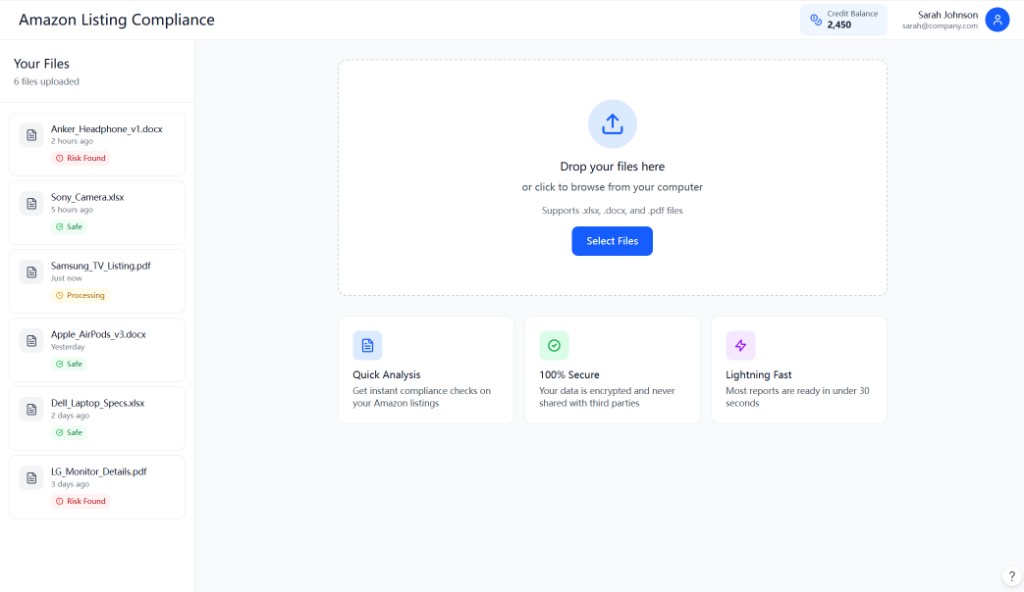 Amazon Listing Compliance
Credit Balance
2,450
Sarah Johnson
sarah@company.com
Your Files
6 files uploaded
Anker_Headphone_v1.docx
2 hours ago
Risk Found
Sony_Camera.xlsx
5 hours ago
Safe
Samsung_TV_Listing.pdf
Just now
Processing
Apple_AirPods_v3.docx
Yesterday
Safe
Dell_Laptop_Specs.xlsx
2 days ago
Safe
LG_Monitor_Details.pdf
3 days ago
Risk Found
Drop your files here
or click to browse from your computer
Supports .xlsx, .docx, and .pdf files
Select Files
Quick Analysis
Get instant compliance checks on
your Amazon listings
100% Secure
Your data is encrypted and never
shared with third parties
Lightning Fast
Most reports are ready in under 30
seconds
?